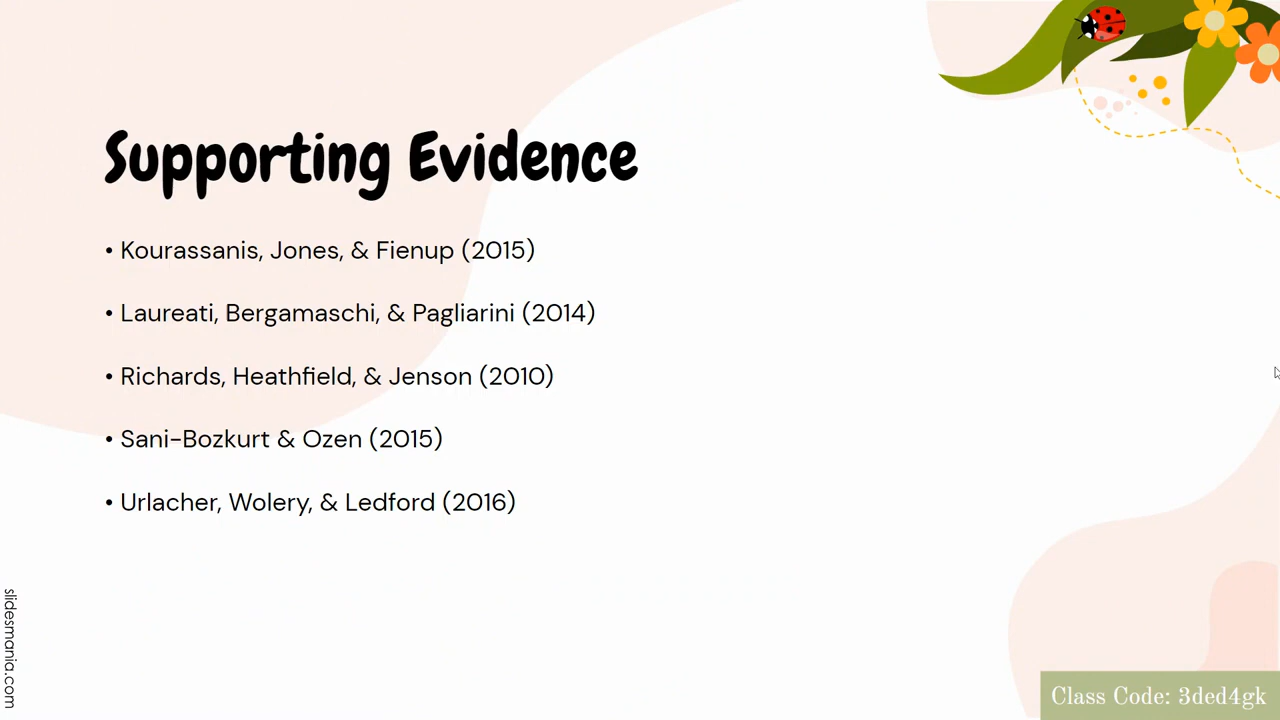 Supporting Evidence
• Kourassanis, Jones, & Fienup (2015)
• Laureati, Bergamaschi, & Pagliarini (2014)
• Richards, Heathfield, & Jenson (2010)
• Sani-Bozkurt & Ozen (2015)
• Urlacher, Wolery, & Ledford (2016)
slidesmania.com
Class Code: 3ded4gk